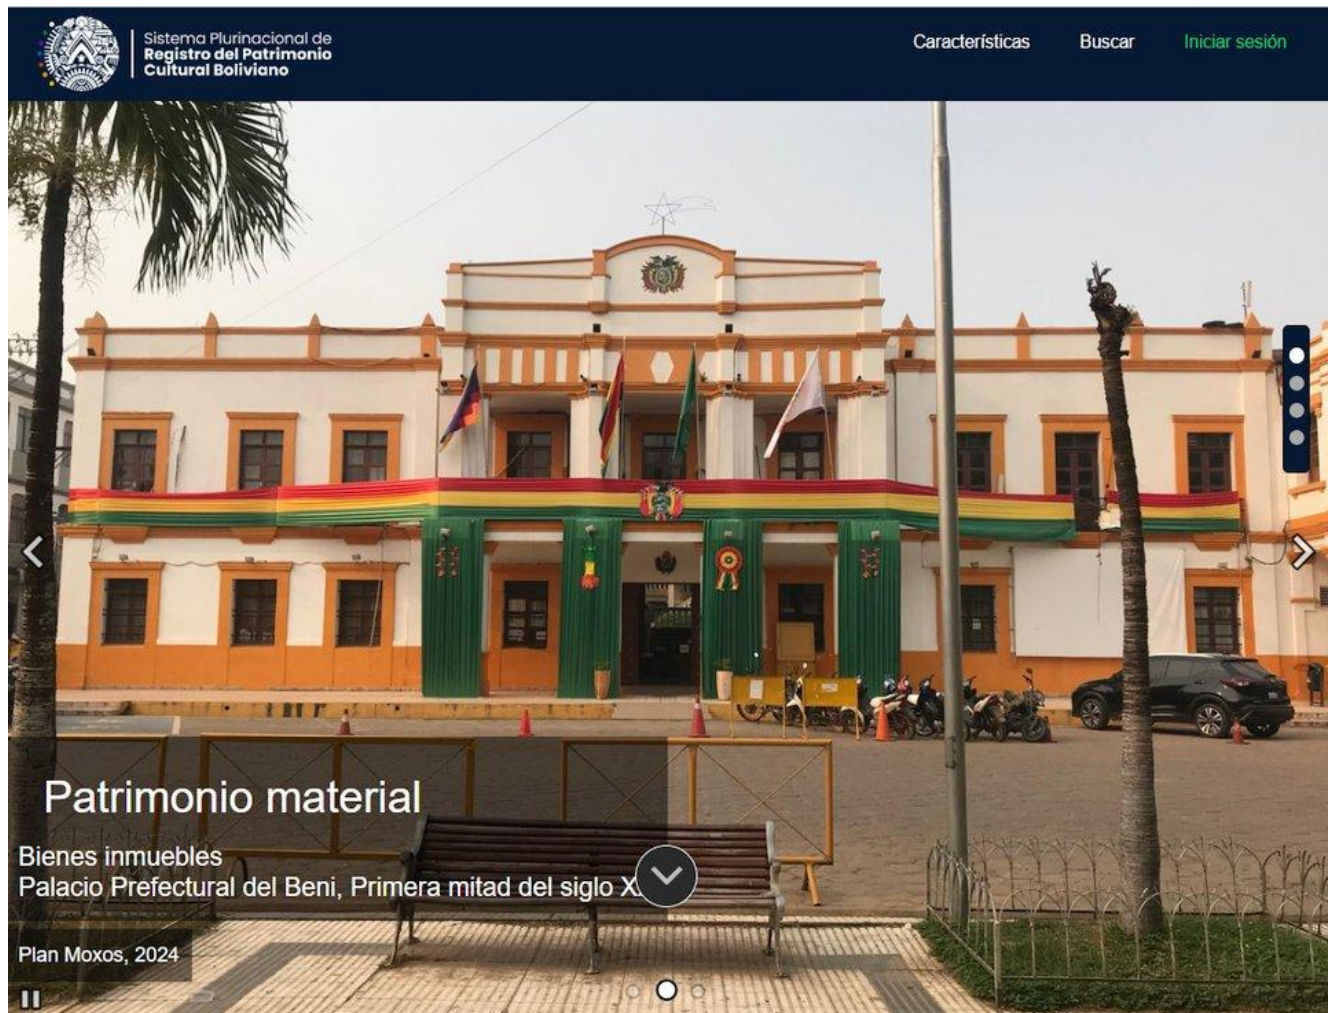 Sistema Plurinacional de
Registro del Patrimonio
Cultural Boliviano
Características
Buscar
Iniciar sesión
Patrimonio material
Bienes inmuebles
Palacio Prefectural del Beni, Primera mitad del siglo
Plan Moxos, 2024